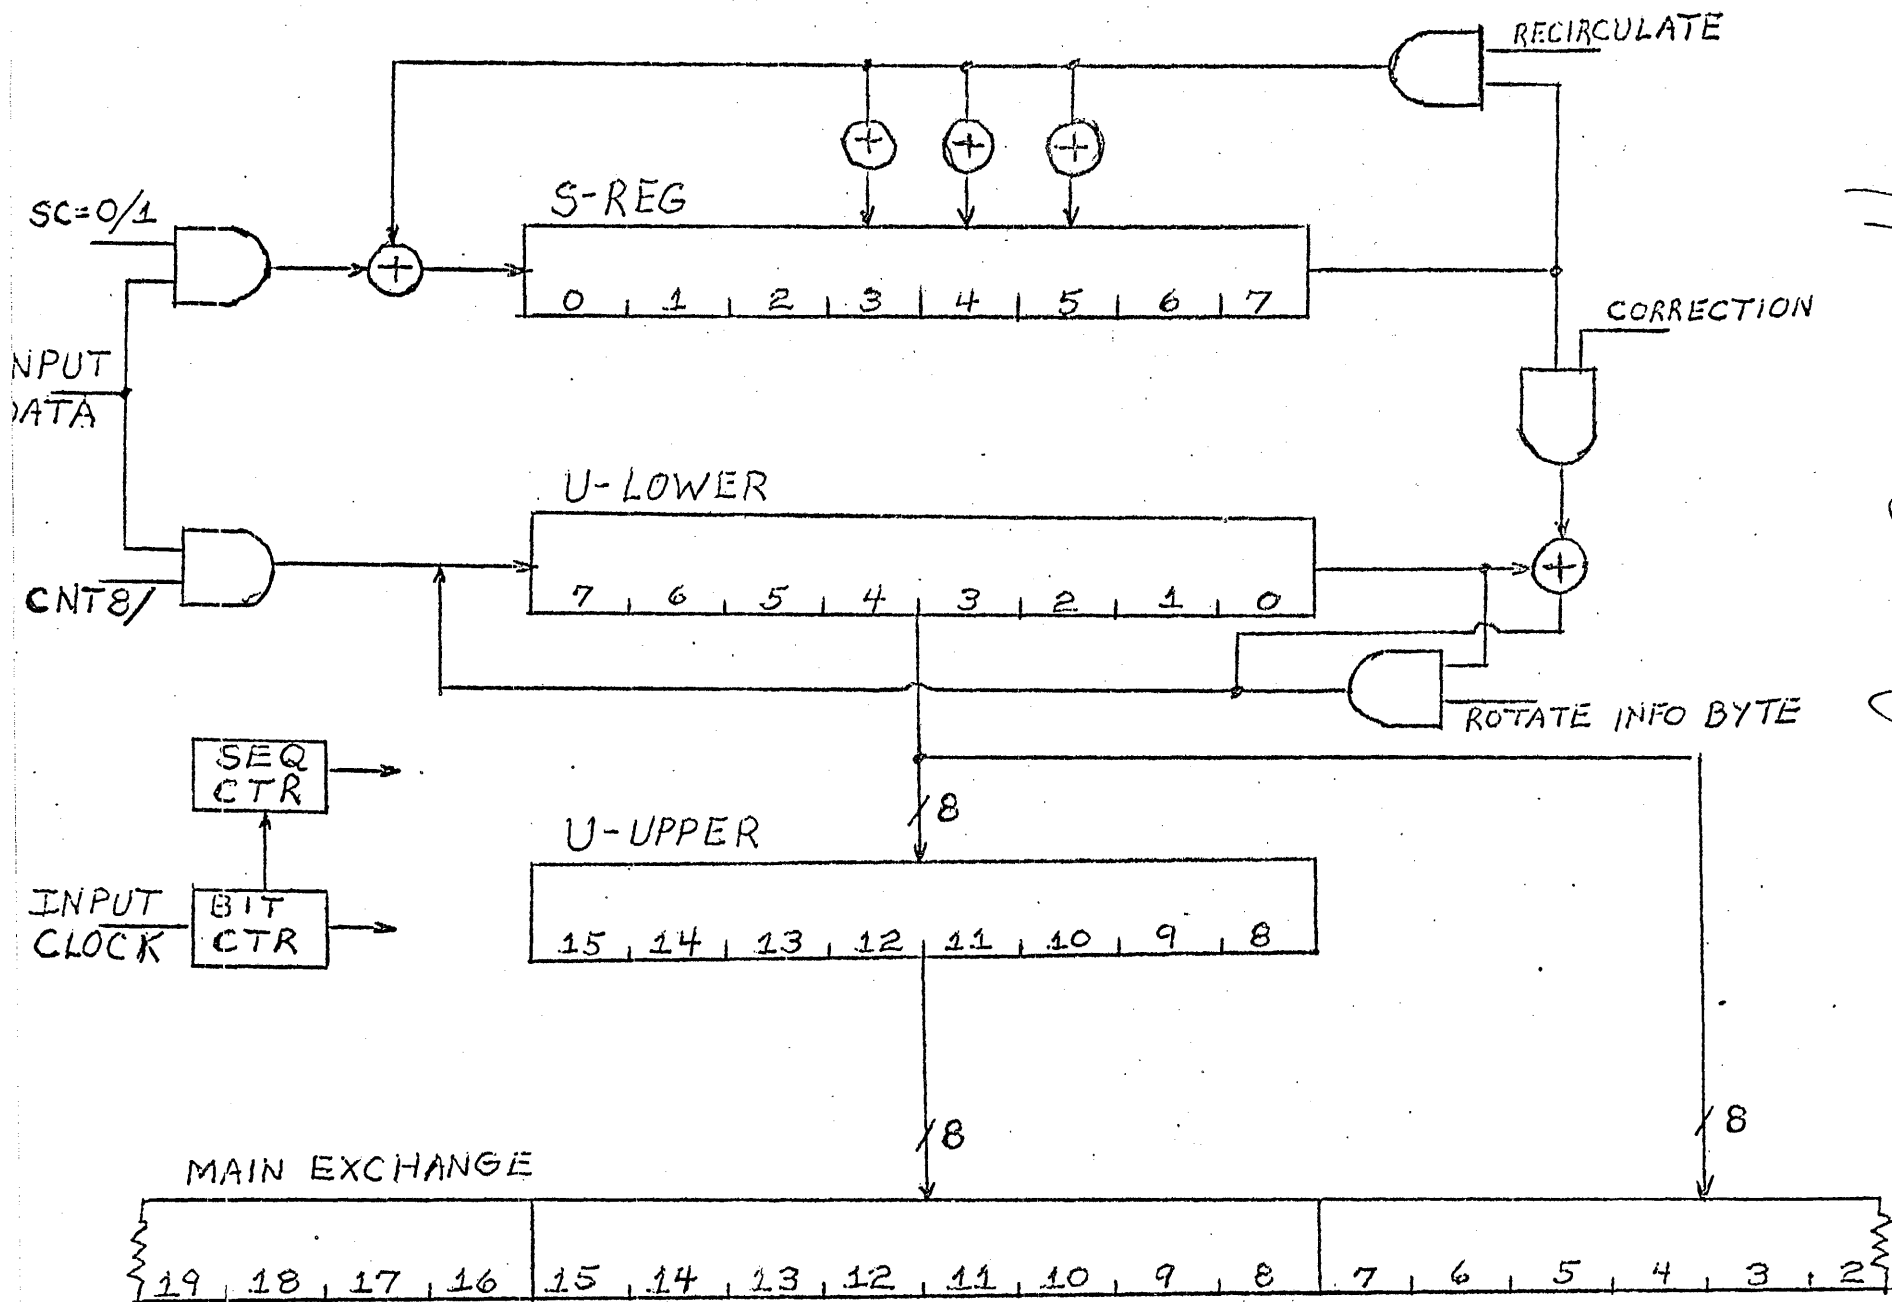 RECIRCULATE
SC=0/1
S-REG
0 1 2 3 4 5 6 7
CORRECTION
NPUT
DATA
U-LOWER
7 6 5 4 3 2 1 0
CNT8/
ROTATE INFO BYTE
SEQ
CTR
8
U-UPPER
INPUT
CLOCK
BIT
CTR
15 14 13 12 11 10 9 8
8
8
MAIN EXCHANGE
19 18 17 16 15 14 13 12 11 10 9 8 7 6 5 4 3 2